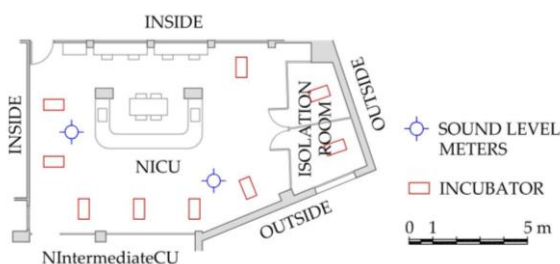 INSIDE
INSIDE
OUTSIDE
ISOLATION
ROOM
NICU
OUTSIDE
NIntermediateCU
SOUND LEVEL
METERS
INCUBATOR
0 1 5 m